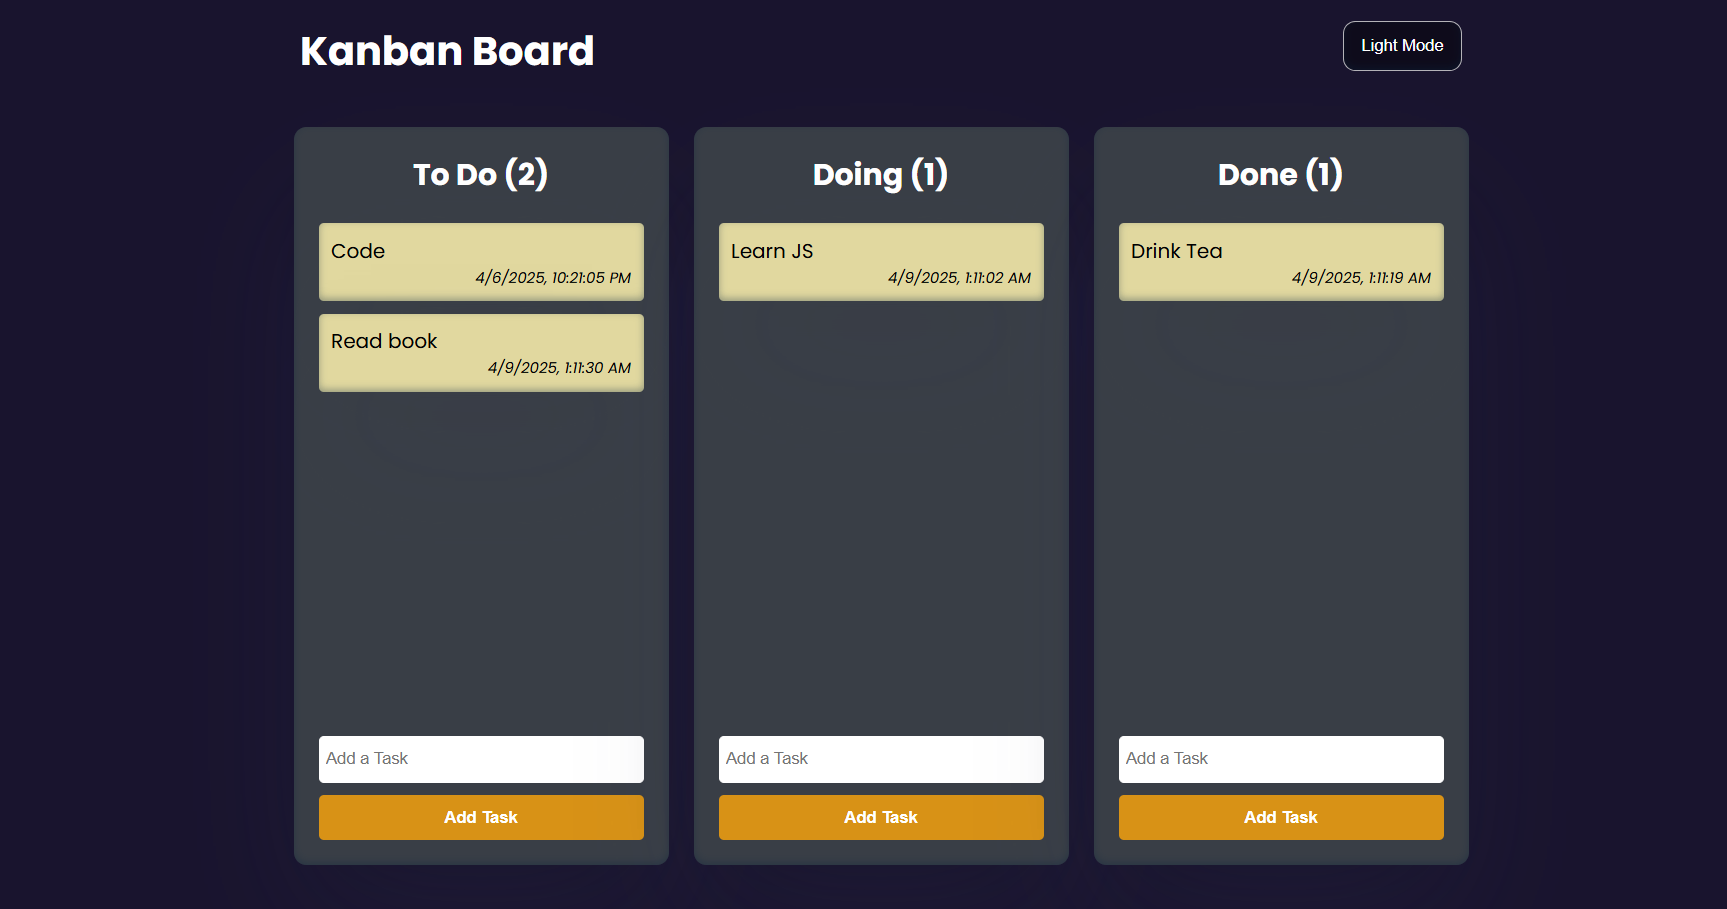 Kanban Board
Light Mode
To Do (2)
Code
4/6/2025, 10:21:05 PM
Read book
4/9/2025, 1:11:30 AM
Add a Task
Add Task
Doing (1)
Learn JS
4/9/2025, 1:11:02 AM
Add a Task
Add Task
Done (1)
Drink Tea
4/9/2025, 1:11:19 AM
Add a Task
Add Task